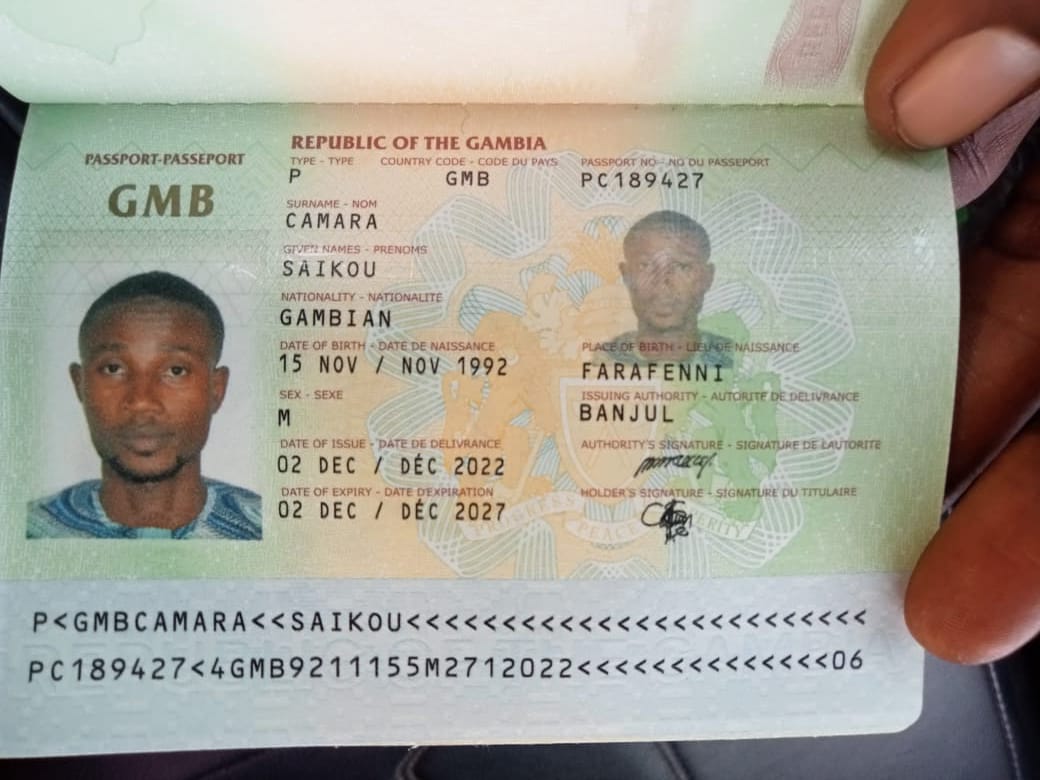 REPUBLIC OF THE GAMBIA
PASSPORT-PASSEPORT
TYPE - TYPE COUNTRY CODE - CODE DU PAYS PASSPORT NO - NO DU PASSEPORT
P GMB PC189427
GMB
SURNAME - NOM
CAMARA
GIVEN NAMES - PRENOMS
SAIKOU
NATIONALITY - NATIONALITE
GAMBIAN
DATE OF BIRTH - DATE DE NAISSANCE PLACE OF BIRTH - LIEU DE NAISSANCE
15 NOV / NOV 1992 FARAFENNI
SEX - SEXE ISSUING AUTHORITY - AUTORITE DE DELIVRANCE
M BANJUL
DATE OF ISSUE - DATE DE DELIVRANCE AUTHORITY'S SIGNATURE - SIGNATURE DE L'AUTORITE
02 DEC / DÉC 2022
DATE OF EXPIRY - DATE D'EXPIRATION HOLDER'S SIGNATURE - SIGNATURE DU TITULAIRE
02 DEC / DÉC 2027
PROGRESS PEACE PROSPERITY
P<GMBCAMARA<<SAIKOU<<<<<<<<<<<<<<<<<<<<<<<<<
PC189427<4GMB9211155M2712022<<<<<<<<<<<<<<06